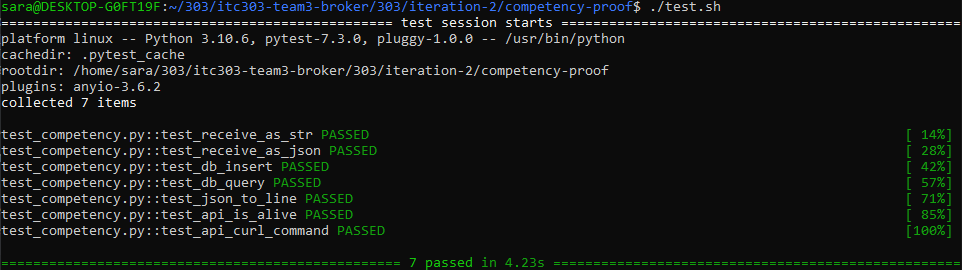 sara@DESKTOP-G0FT19F:~/303/itc303-team3-broker/303/iteration-2/competency-proof$ ./test.sh
================================================= test session starts ==================================================
platform linux -- Python 3.10.6, pytest-7.3.0, pluggy-1.0.0 -- /usr/bin/python
cachedir: .pytest_cache
rootdir: /home/sara/303/itc303-team3-broker/303/iteration-2/competency-proof
plugins: anyio-3.6.2
collected 7 items
test_competency.py::test_receive_as_str PASSED [ 14%]
test_competency.py::test_receive_as_json PASSED [ 28%]
test_competency.py::test_db_insert PASSED [ 42%]
test_competency.py::test_db_query PASSED [ 57%]
test_competency.py::test_json_to_line PASSED [ 71%]
test_competency.py::test_api_is_alive PASSED [ 85%]
test_competency.py::test_api_curl_command PASSED [100%]
================================================== 7 passed in 4.23s ===================================================